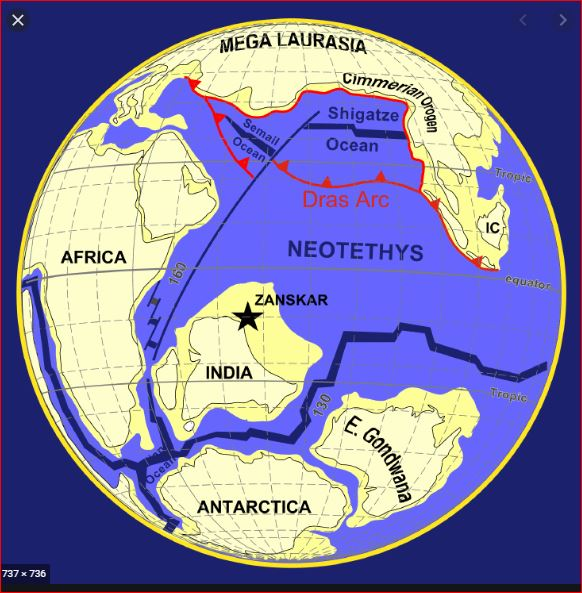 MEGA LAURASIA
Cimmerian Orogen
Shigatze
Ocean
Semail
Ocean
Dras Arc
Tropic
IC
AFRICA
NEOTETHYS
160
equator
ZANSKAR
INDIA
Tropic
130
E. Gondwana
Ocean
ANTARCTICA
737 × 736